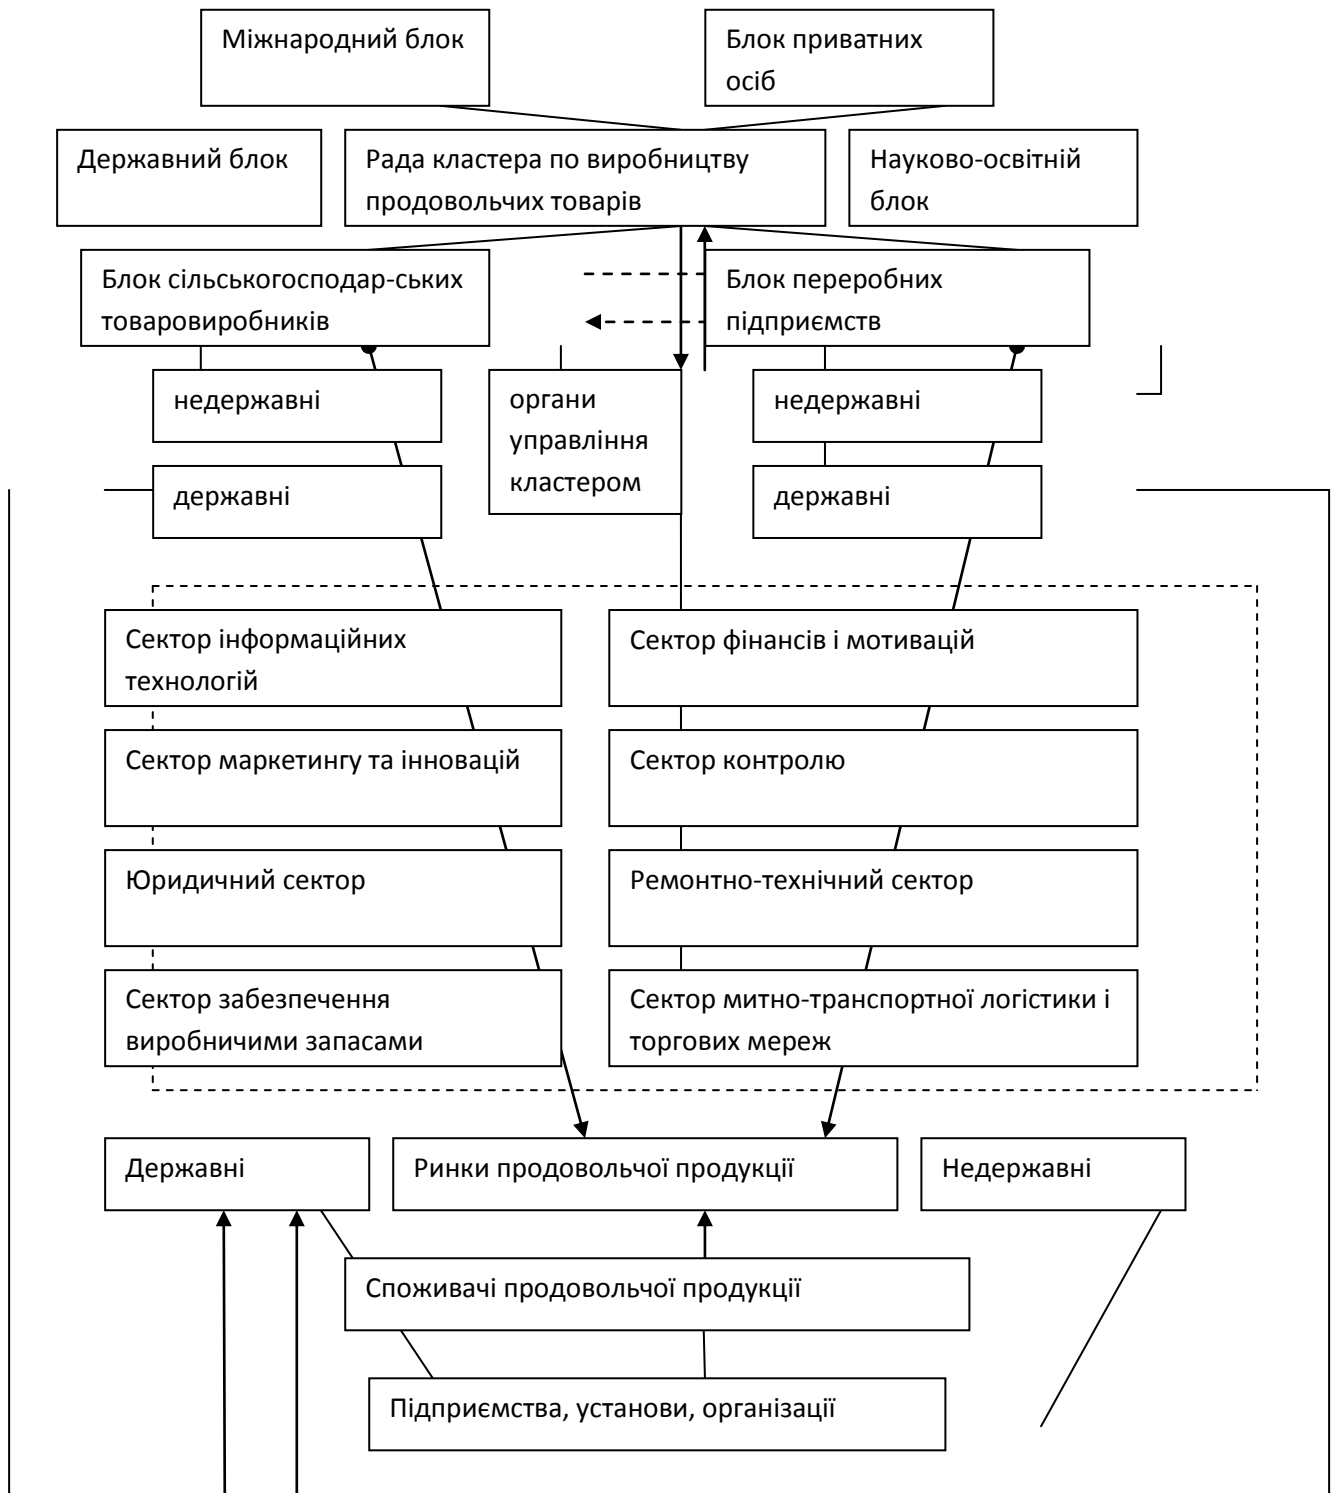 Міжнародний блок
Блок приватних
осіб
Державний блок
Рада кластера по виробництву
продовольчих товарів
Науково-освітній
блок
Блок сільськогосподар-ських
товаровиробників
Блок переробних
підприємств
недержавні
органи
управління
кластером
недержавні
державні
державні
Сектор інформаційних
технологій
Сектор фінансів і мотивацій
Сектор маркетингу та інновацій
Сектор контролю
Юридичний сектор
Ремонтно-технічний сектор
Сектор забезпечення
виробничими запасами
Сектор митно-транспортної логістики і
торгових мереж
Державні
Ринки продовольчої продукції
Недержавні
Споживачі продовольчої продукції
Підприємства, установи, організації